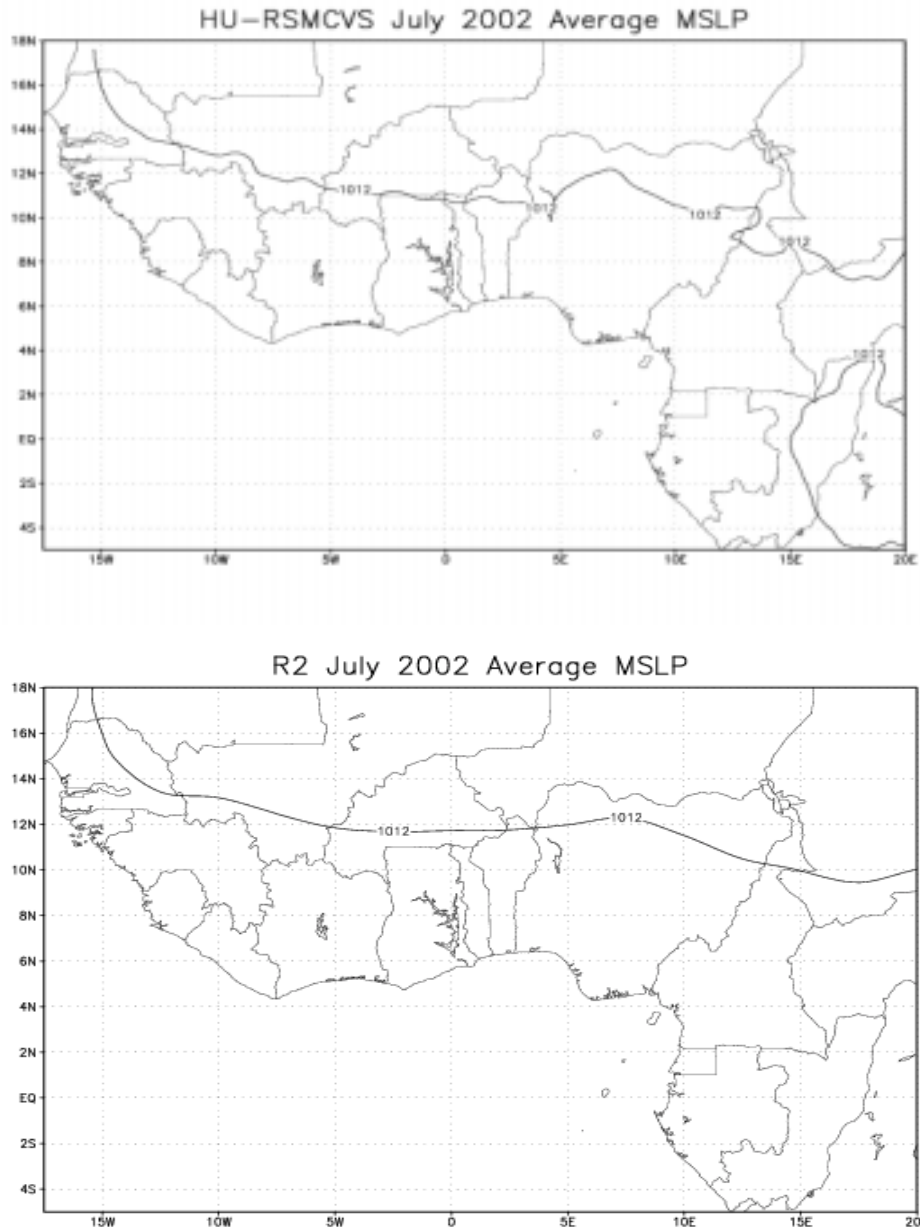 HU-RSMCVS July 2002 Average MSLP
18N
16N
14N
12N
10N
8N
6N
4N
2N
EQ
2S
4S
1012
1012
1012
1012
1012
15W 10W 5W 0 5E 10E 15E 20E
R2 July 2002 Average MSLP
18N
16N
14N
12N
10N
8N
6N
4N
2N
EQ
2S
4S
1012
1012
15W 10W 5W 0 5E 10E 15E 20